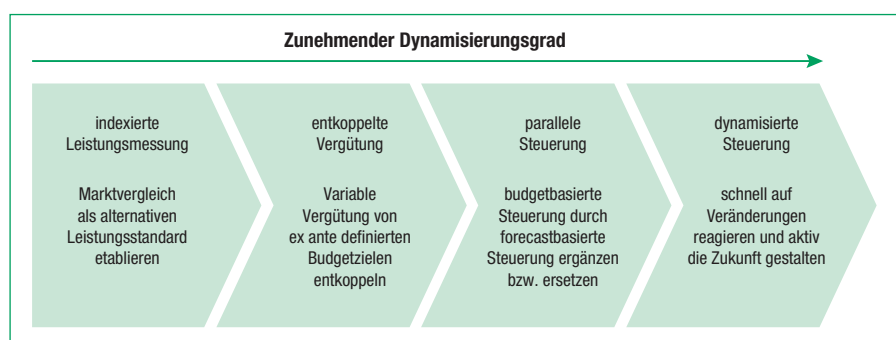 Zunehmender Dynamisierungsgrad
indexierte
Leistungsmessung
Marktvergleich
als alternativen
Leistungsstandard
etablieren
entkoppelte
Vergütung
Variable
Vergütung von
ex ante definierten
Budgetzielen
entkoppeln
parallele
Steuerung
budgetbasierte
Steuerung durch
forecastbasierte
Steuerung ergänzen
bzw. ersetzen
dynamisierte
Steuerung
schnell auf
Veränderungen
reagieren und aktiv
die Zukunft gestalten